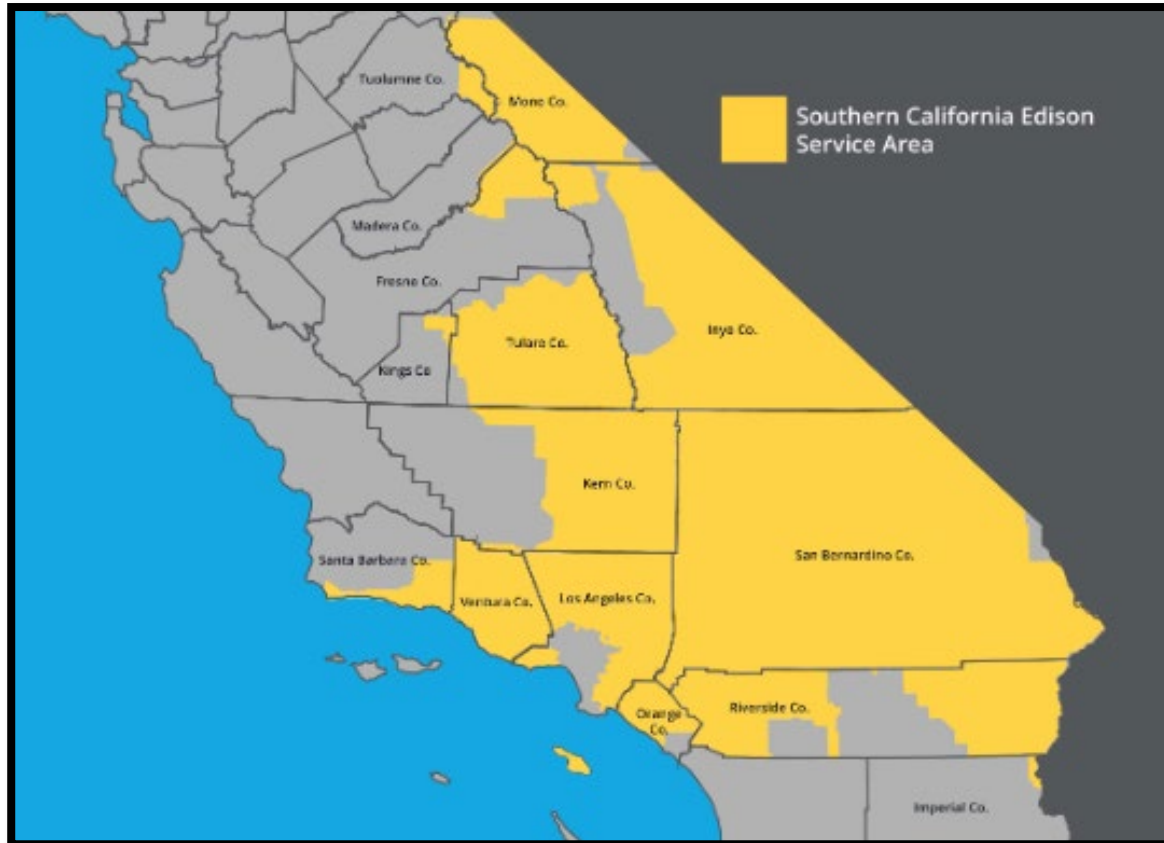 Tuolumne Co.
Mono Co.
Southern California Edison
Service Area
Madera Co.
Fresno Co.
Inyo Co.
Tulare Co.
Kings Co
Kern Co.
San Bernardino Co.
Santa Barbara Co.
Ventura Co.
Los Angeles Co.
Riverside Co.
Orange
Co.
Imperial Co.